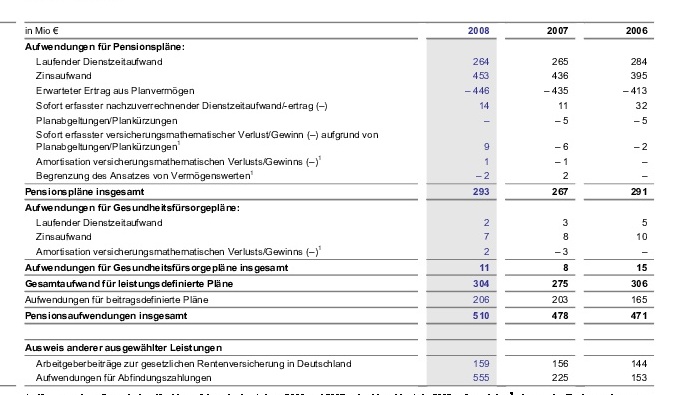 in Mio € 2008 2007 2006
Aufwendungen für Pensionspläne:
Laufender Dienstzeitaufwand 264 265 284
Zinsaufwand 453 436 395
Erwarteter Ertrag aus Planvermögen – 446 – 435 – 413
Sofort erfasster nachzuverrechnender Dienstzeitaufwand/-ertrag (–) 14 11 32
Planabgeltungen/Plankürzungen – – 5 – 5
Sofort erfasster versicherungsmathematischer Verlust/Gewinn (–) aufgrund von
Planabgeltungen/Plankürzungen¹ 9 – 6 – 2
Amortisation versicherungsmathematischen Verlusts/Gewinns (–)¹ 1 – 1 –
Begrenzung des Ansatzes von Vermögenswerten¹ – 2 2 –
Pensionspläne insgesamt 293 267 291
Aufwendungen für Gesundheitsfürsorgepläne:
Laufender Dienstzeitaufwand 2 3 5
Zinsaufwand 7 8 10
Amortisation versicherungsmathematischen Verlusts/Gewinns (–)¹ 2 – 3 –
Aufwendungen für Gesundheitsfürsorgepläne insgesamt 11 8 15
Gesamtaufwand für leistungsdefinierte Pläne 304 275 306
Aufwendungen für beitragsdefinierte Pläne 206 203 165
Pensionsaufwendungen insgesamt 510 478 471
Ausweis anderer ausgewählter Leistungen
Arbeitgeberbeiträge zur gesetzlichen Rentenversicherung in Deutschland 159 156 144
Aufwendungen für Abfindungszahlungen 555 225 153